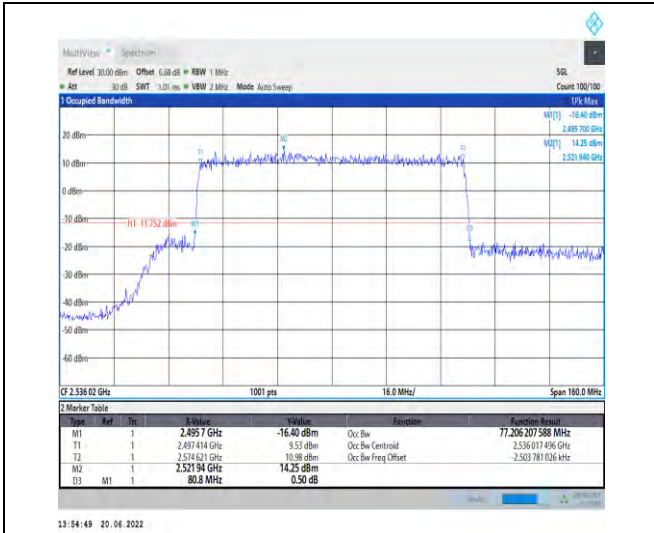 MultiView Spectrum
Ref Level 30.00 dBm Offset 6.68 dB RBW 1 MHz SGL
Att 30 dB SWT 1.01 ms VBW 2 MHz Mode Auto Sweep Count 100/100
1 Occupied Bandwidth 1Pk Max
M1[1] -16.40 dBm
2.495 700 GHz
M2[1] 14.25 dBm
2.521 940 GHz
20 dBm
M2
T1
T2
10 dBm
0 dBm
-10 dBm
H1 -11.752 dBm
M1
D3
-20 dBm
-30 dBm
-40 dBm
-50 dBm
-60 dBm
CF 2.536 02 GHz 1001 pts 16.0 MHz/ Span 160.0 MHz
2 Marker Table
Type Ref Trc X-Value Y-Value Function Function Result
M1 1 2.495 7 GHz -16.40 dBm Occ Bw 77.206 207 588 MHz
T1 1 2.497 414 GHz 9.53 dBm Occ Bw Centroid 2.536 017 496 GHz
T2 1 2.574 621 GHz 10.98 dBm Occ Bw Freq Offset -2.503 781 026 kHz
M2 1 2.521 94 GHz 14.25 dBm
D3 M1 1 80.8 MHz 0.50 dB
13:54:49 20.06.2022